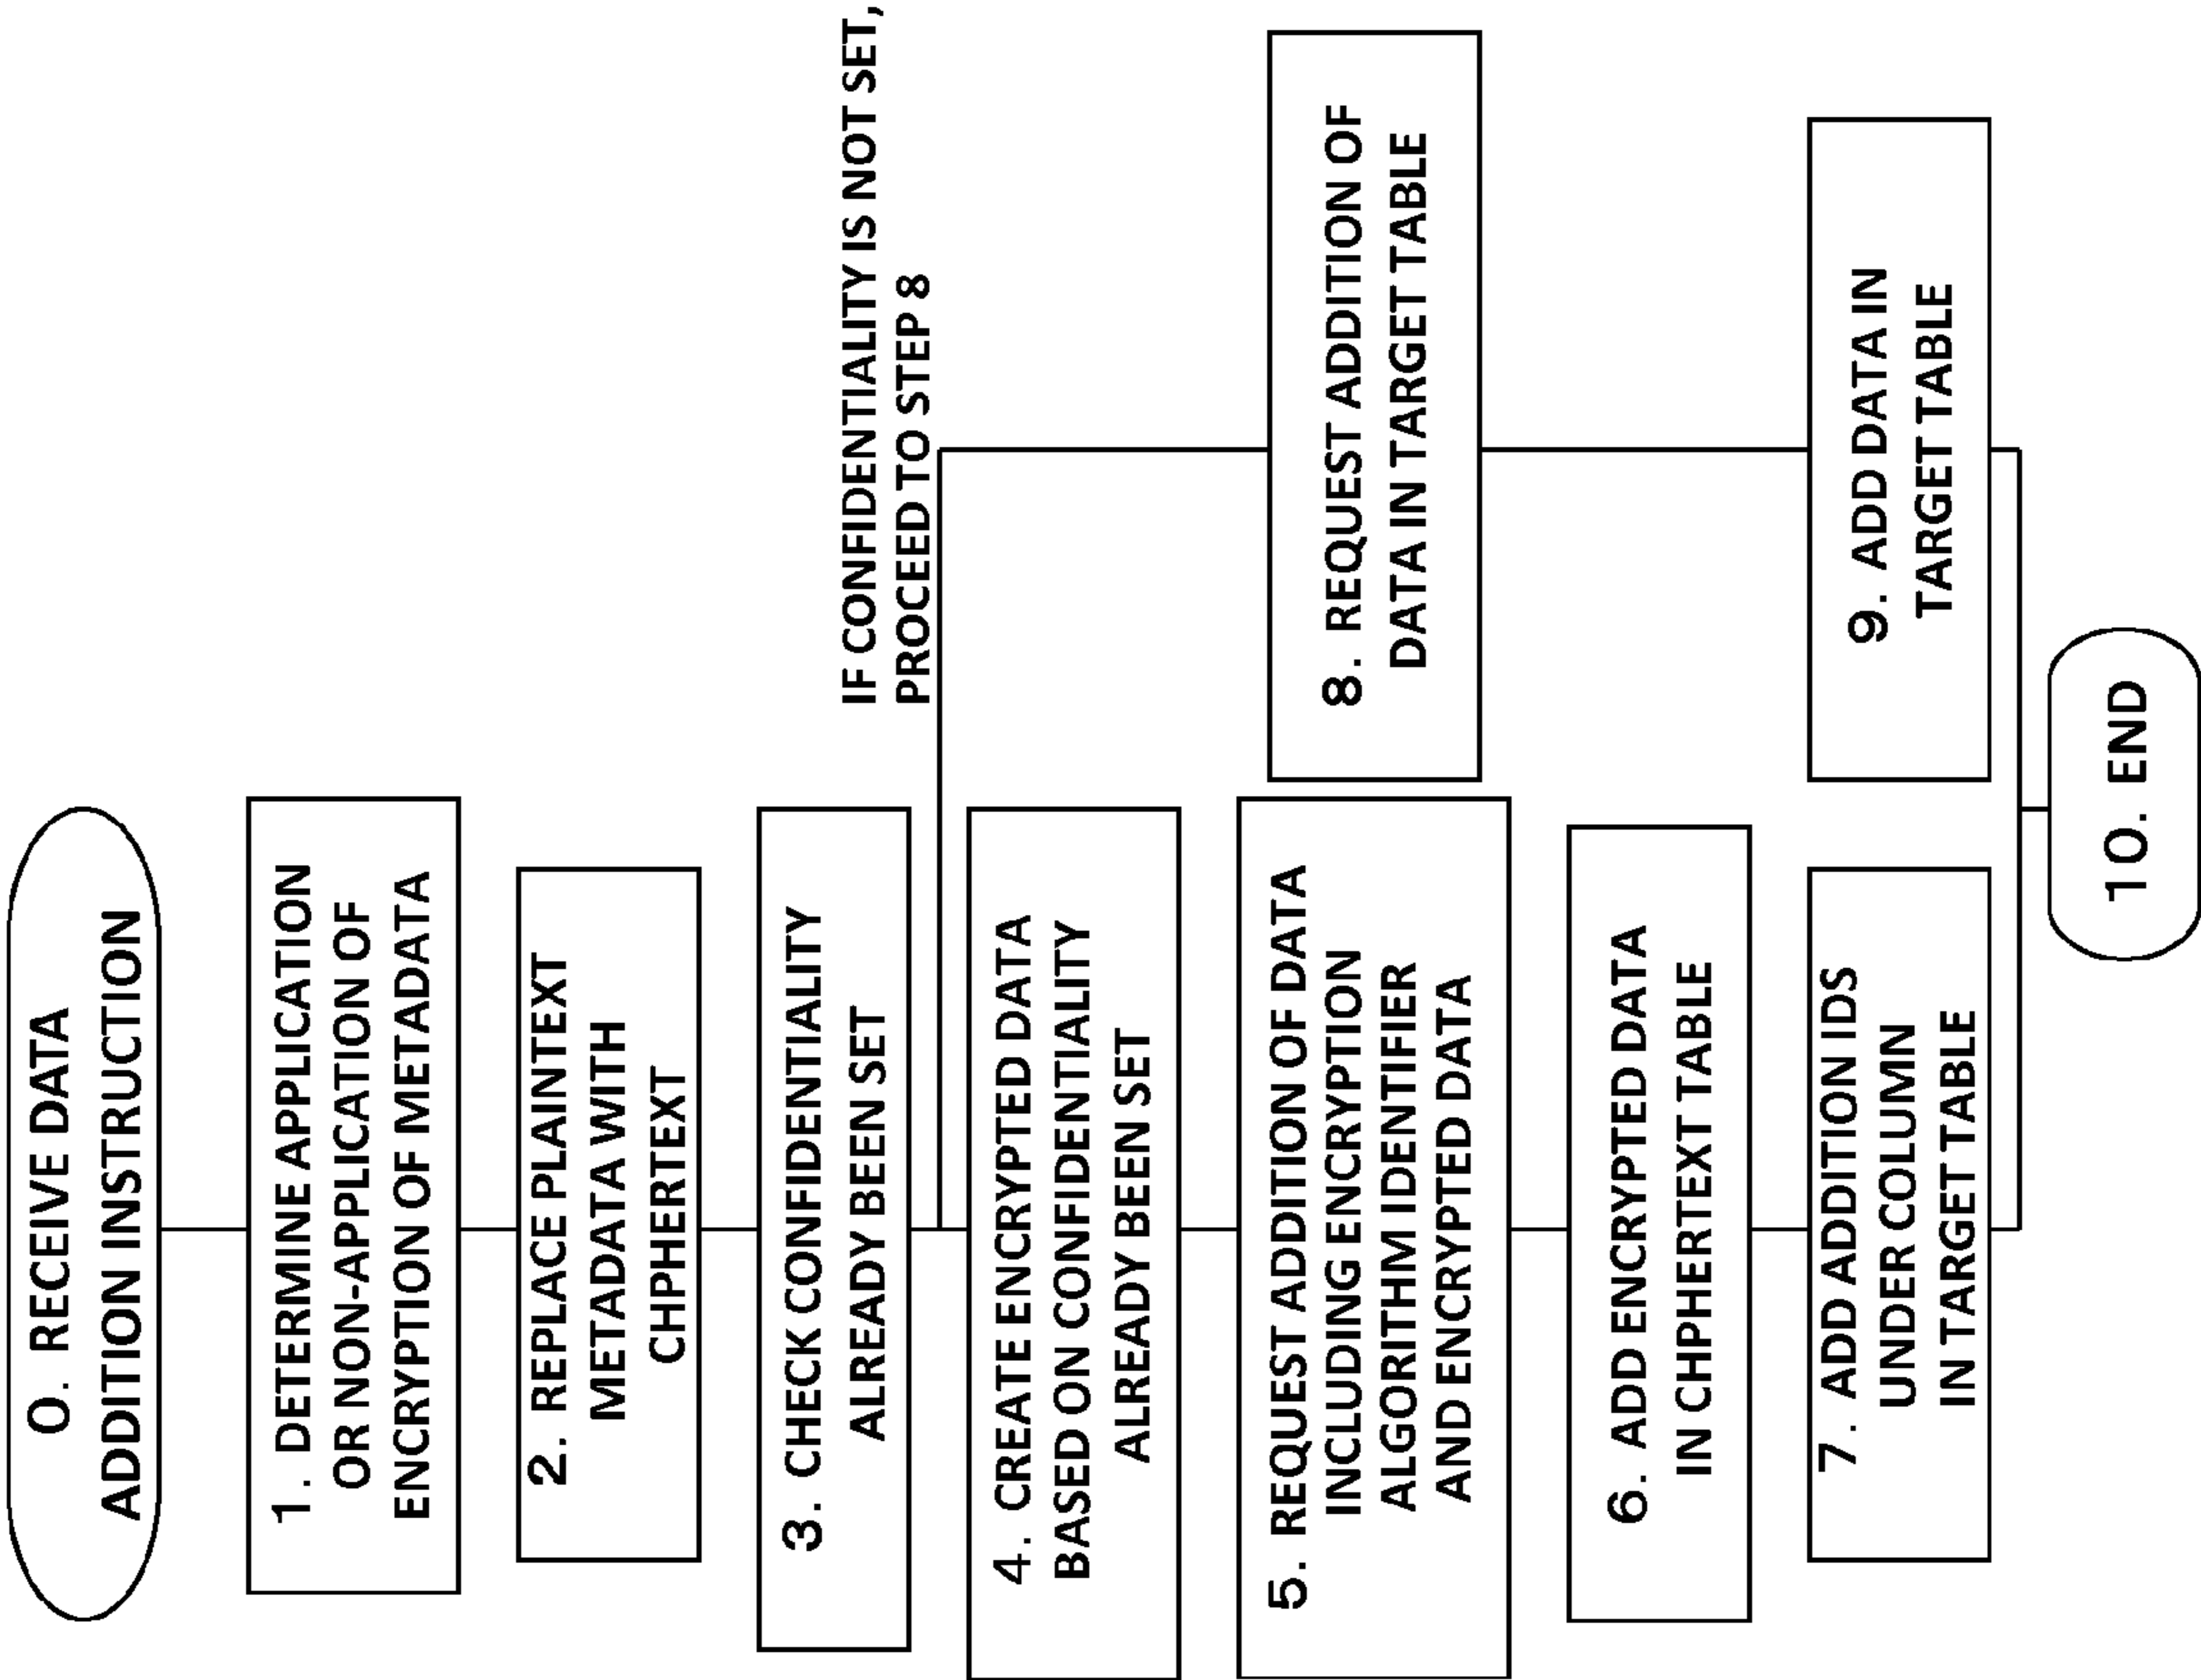 0. RECEIVE DATA
ADDITION INSTRUCTION
1. DETERMINE APPLICATION
OR NON-APPLICATION OF
ENCRYPTION OF METADATA
2. REPLACE PLAINTEXT
METADATA WITH
CHPHERTEXT
3. CHECK CONFIDENTIALITY
ALREADY BEEN SET
IF CONFIDENTIALITY IS NOT SET,
PROCEED TO STEP 8
4. CREATE ENCRYPTED DATA
BASED ON CONFIDENTIALITY
ALREADY BEEN SET
5. REQUEST ADDITION OF DATA
INCLUDING ENCRYPTION
ALGORITHM IDENTIFIER
AND ENCRYPTED DATA
6. ADD ENCRYPTED DATA
IN CHPHERTEXT TABLE
7. ADD ADDITION IDS
UNDER COLUMN
IN TARGET TABLE
8. REQUEST ADDITION OF
DATA IN TARGET TABLE
9. ADD DATA IN
TARGET TABLE
10. END